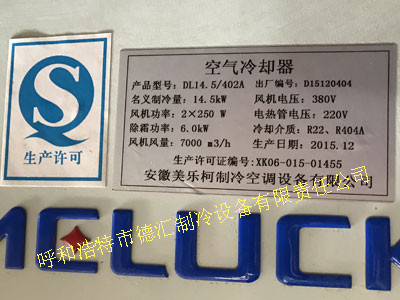 生产许可
空气冷却器
产品型号：DL14.5/402A 出厂编号：D15120404
名义制冷量：14.5kW 风机电压：380V
风机功率：2×250 W 电热管电压：220V
除霜功率：6.0kW 冷却介质：R22、R404A
风机风量：7000 m3/h 生产日期：2015.12
生产许可证编号：XK06-015-01455
安徽美乐柯制冷空调设备有限公司
呼和浩特市德汇制冷设备有限责任公司
MELUCK